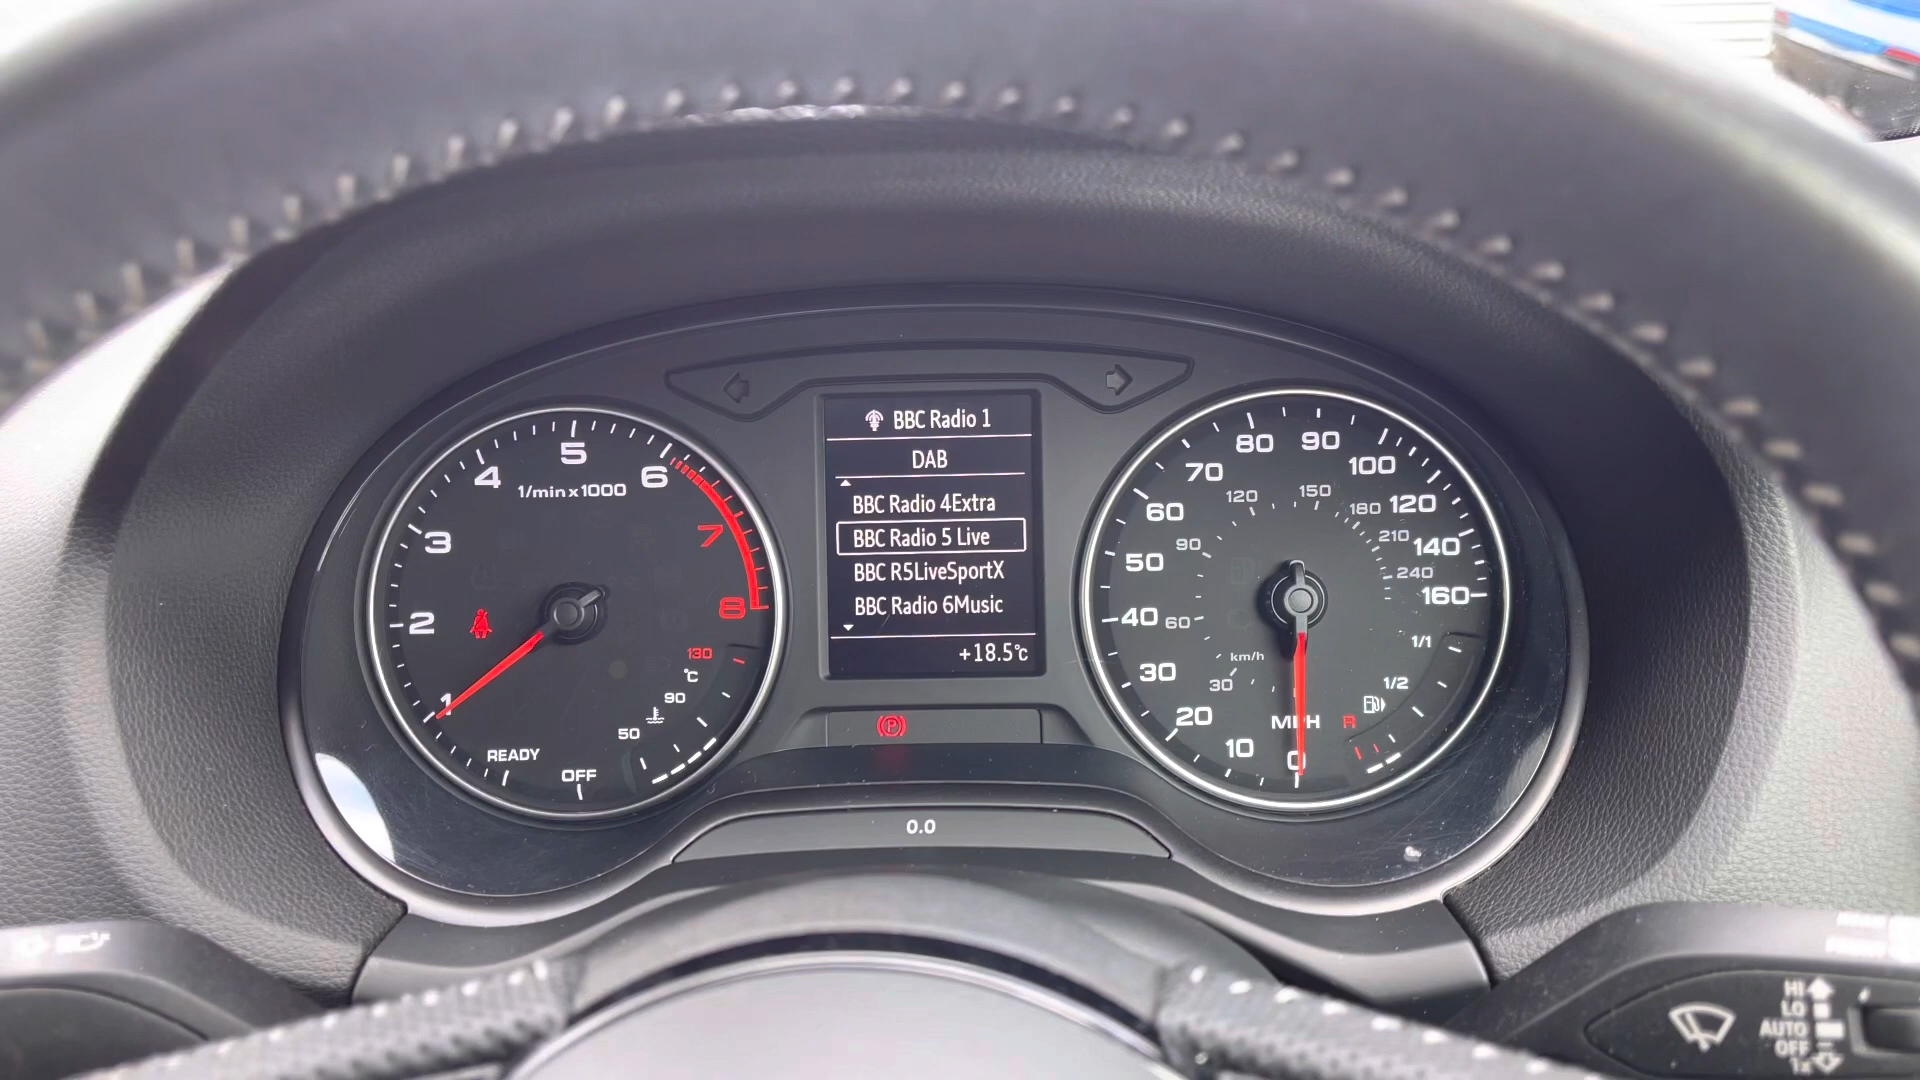 BBC Radio 1
DAB
BBC Radio 4Extra
BBC Radio 5 Live
BBC R5LiveSportX
BBC Radio 6Music
+18.5°C
1/min x 1000
1
2
3
4
5
6
7
8
130
°C
90
50
READY
OFF
0
10
20
30
40
50
60
70
80
90
100
120
140
160
30
60
90
120
150
180
210
240
km/h
MPH
1/1
1/2
R
(P)
0.0
HI
LO
AUTO
OFF
1x